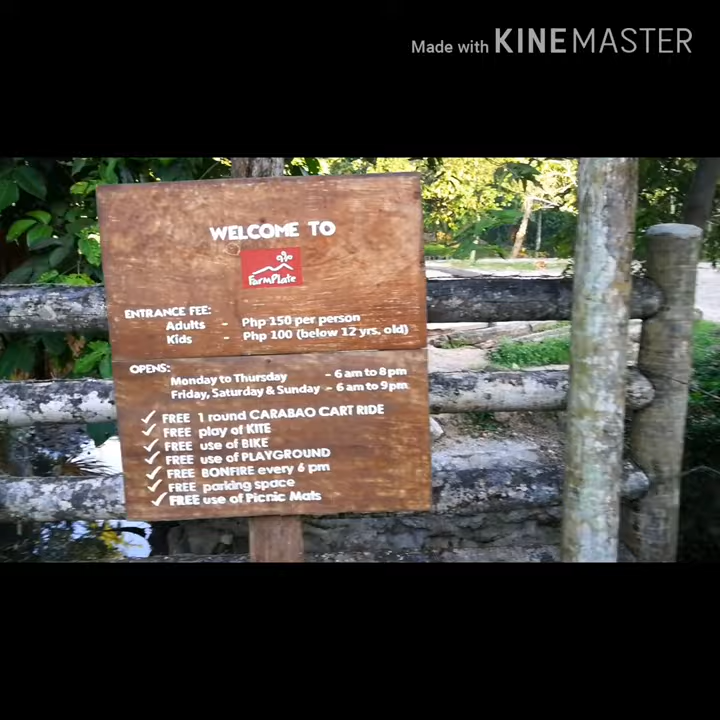 Made with KINEMASTER
WELCOME TO
FarmPlate
ENTRANCE FEE:
Adults - Php 150 per person
Kids - Php 100 (below 12 yrs. old)
OPENS:
Monday to Thursday - 6 am to 8 pm
Friday, Saturday & Sunday - 6 am to 9 pm
✓ FREE 1 round CARABAO CART RIDE
✓ FREE play of KITE
✓ FREE use of BIKE
✓ FREE use of PLAYGROUND
✓ FREE BONFIRE every 6 pm
✓ FREE parking space
✓ FREE use of Picnic Mats